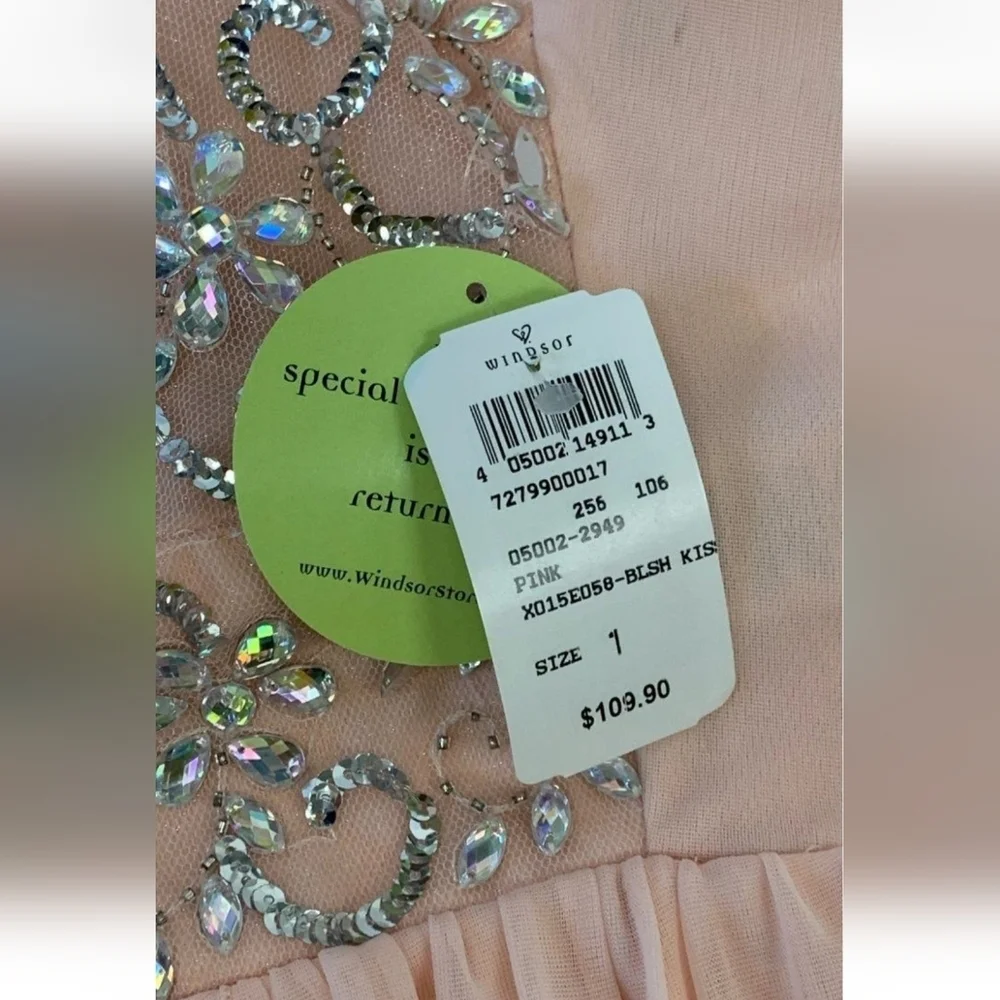 special
is
return
www.Windsorstor
WINDSOR
4 05002 14911 3
7279900017
256 106
05002-2949
PINK
X015E058-BLSH KISS
SIZE 1
$109.90